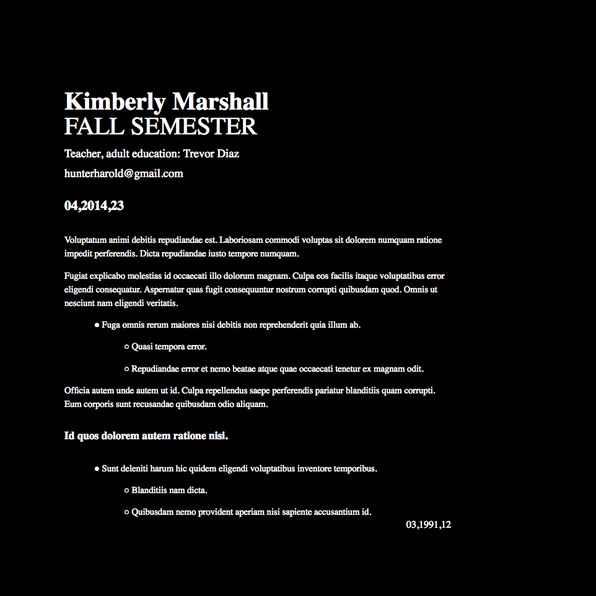 Kimberly Marshall
FALL SEMESTER
Teacher, adult education: Trevor Diaz
hunterharold@gmail.com
04,2014,23
Voluptatum animi debitis repudiandae est. Laboriosam commodi voluptas sit dolorem numquam ratione
impedit perferendis. Dicta repudiandae iusto tempore numquam.
Fugiat explicabo molestias id occaecati illo dolorum magnam. Culpa eos facilis itaque voluptatibus error
eligendi consequatur. Aspernatur quas fugit consequuntur nostrum corrupti quibusdam quod. Omnis ut
nesciunt nam eligendi veritatis.
● Fuga omnis rerum maiores nisi debitis non reprehenderit quia illum ab.
○ Quasi tempora error.
○ Repudiandae error et nemo beatae atque quae occaecati tenetur ex magnam odit.
Officia autem unde autem ut id. Culpa repellendus saepe perferendis pariatur blanditiis quam corrupti.
Eum corporis sunt recusandae quibusdam odio aliquam.
Id quos dolorem autem ratione nisi.
● Sunt deleniti harum hic quidem eligendi voluptatibus inventore temporibus.
○ Blanditiis nam dicta.
○ Quibusdam nemo provident aperiam nisi sapiente accusantium id.
03,1991,12